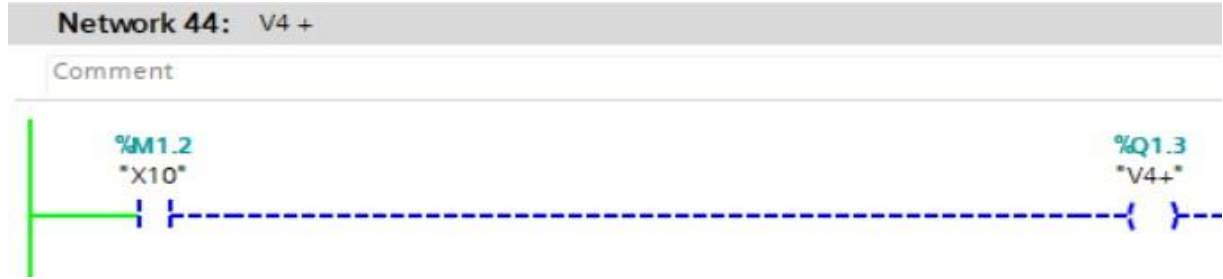 Network 44: V4 +
Comment
%M1.2 %Q1.3
"X10" "V4+"